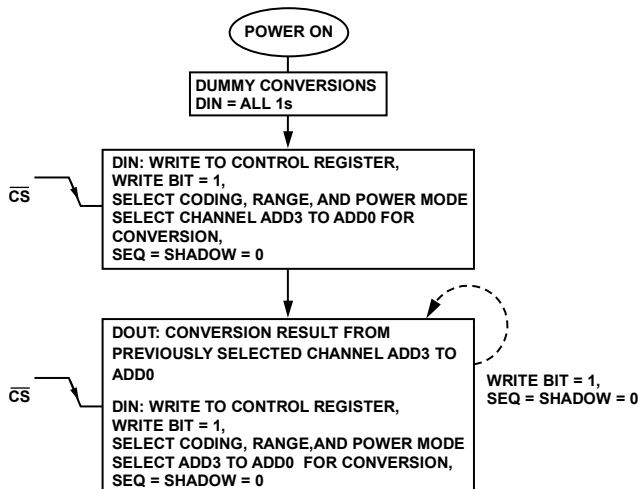 POWER ON
DUMMY CONVERSIONS
DIN = ALL 1s
DIN: WRITE TO CONTROL REGISTER,
WRITE BIT = 1,
SELECT CODING, RANGE, AND POWER MODE
SELECT CHANNEL ADD3 TO ADD0 FOR
CONVERSION,
SEQ = SHADOW = 0
CS
DOUT: CONVERSION RESULT FROM
PREVIOUSLY SELECTED CHANNEL ADD3 TO
ADD0
DIN: WRITE TO CONTROL REGISTER,
WRITE BIT = 1,
SELECT CODING, RANGE,AND POWER MODE
SELECT ADD3 TO ADD0 FOR CONVERSION,
SEQ = SHADOW = 0
CS
WRITE BIT = 1,
SEQ = SHADOW = 0